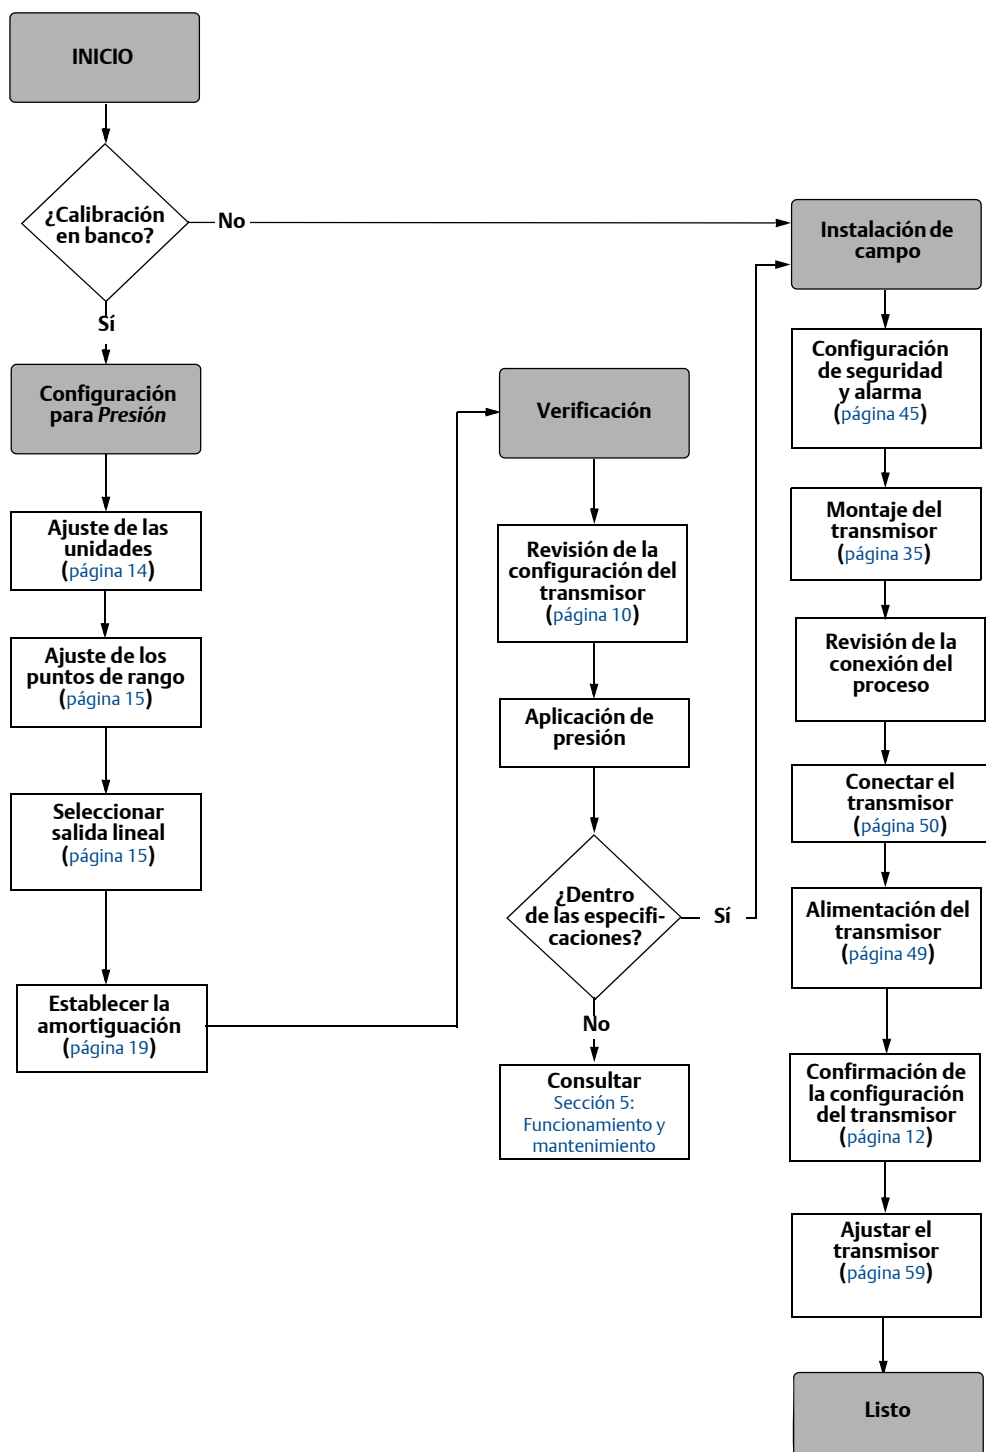 INICIO
¿Calibración
en banco?
No
Sí
Configuración
para Presión
Ajuste de las
unidades
(página 14)
Ajuste de los
puntos de rango
(página 15)
Seleccionar
salida lineal
(página 15)
Establecer la
amortiguación
(página 19)
Verificación
Revisión de la
configuración del
transmisor
(página 10)
Aplicación de
presión
¿Dentro
de las especifi-
caciones?
Sí
No
Consultar
Sección 5:
Funcionamiento y
mantenimiento
Instalación de
campo
Configuración
de seguridad
y alarma
(página 45)
Montaje del
transmisor
(página 35)
Revisión de la
conexión del
proceso
Conectar el
transmisor
(página 50)
Alimentación del
transmisor
(página 49)
Confirmación de
la configuración
del transmisor
(página 12)
Ajustar el
transmisor
(página 59)
Listo